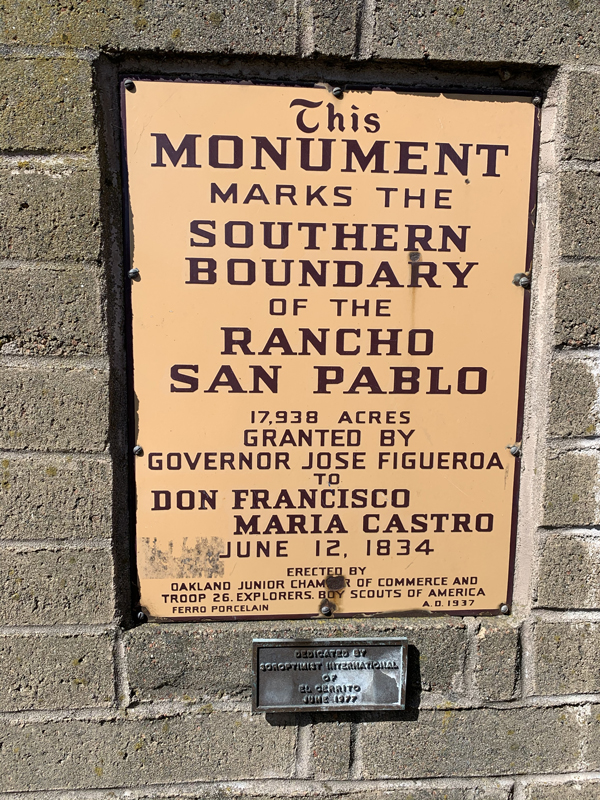 This
MONUMENT
MARKS THE
SOUTHERN
BOUNDARY
OF THE
RANCHO
SAN PABLO
17,938 ACRES
GRANTED BY
GOVERNOR JOSE FIGUEROA
TO
DON FRANCISCO
MARIA CASTRO
JUNE 12, 1834
ERECTED BY
OAKLAND JUNIOR CHAMBER OF COMMERCE AND
TROOP 26. EXPLORERS. BOY SCOUTS OF AMERICA
FERRO PORCELAIN A.D. 1937
DEDICATED BY
SOROPTIMIST INTERNATIONAL
OF
EL CERRITO
JUNE 1977